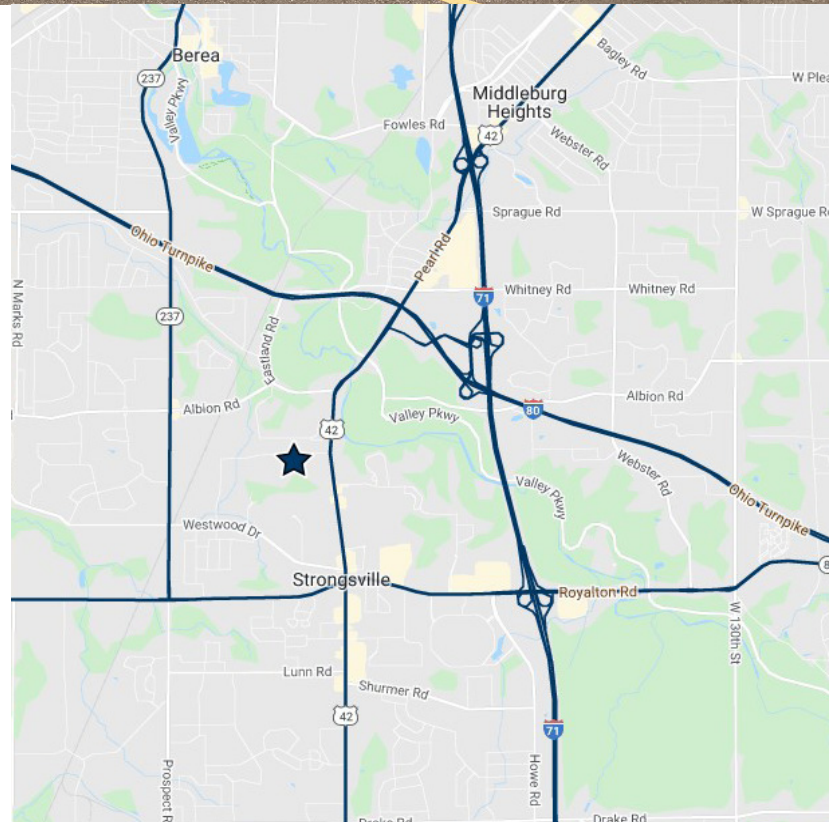 Berea
237
Valley Pkwy
Bagley Rd
Middleburg
Heights
Fowles Rd
42
Webster Rd
Sprague Rd
W Sprague R
Ohio Turnpike
Pearl Rd
71
Whitney Rd
Whitney Rd
N Marks Rd
237
Eastland Rd
Albion Rd
Albion Rd
80
Valley Pkwy
42
Webster Rd
Valley Pkwy
Ohio Turnpike
Westwood Dr
Strongsville
Royalton Rd
8
W 130th St
Lunn Rd
Shurmer Rd
42
71
Howe Rd
Prospect R
Drake Rd